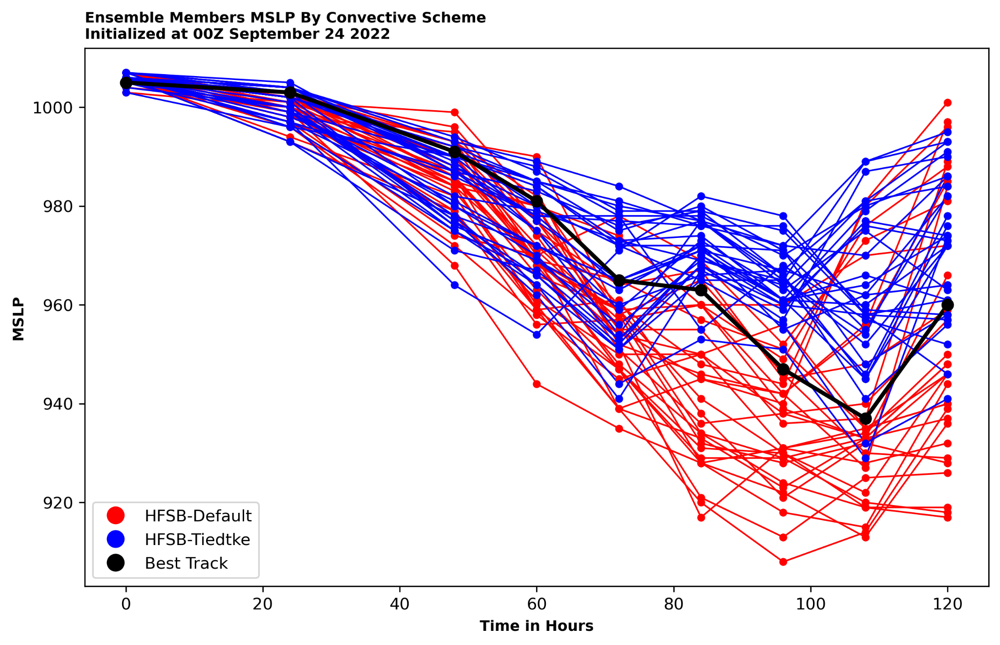 Ensemble Members MSLP By Convective Scheme
Initialized at 00Z September 24 2022
MSLP
1000
980
960
940
920
HFSB-Default
HFSB-Tiedtke
Best Track
0 20 40 60 80 100 120
Time in Hours